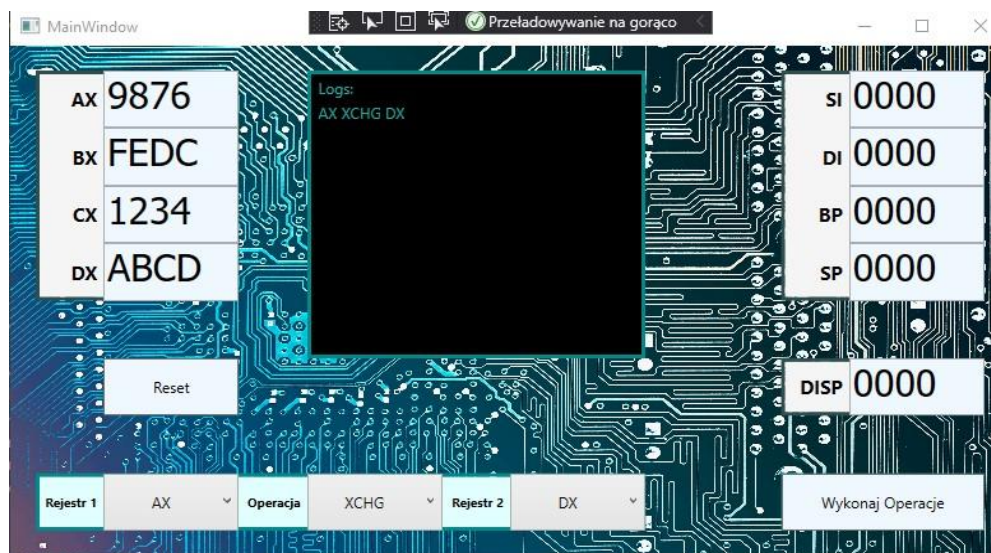 MainWindow
Przeładowywanie na gorąco
AX 9876
BX FEDC
CX 1234
DX ABCD
Logs:
AX XCHG DX
SI 0000
DI 0000
BP 0000
SP 0000
Reset
DISP 0000
Rejestr 1 AX Operacja XCHG Rejestr 2 DX
Wykonaj Operacje